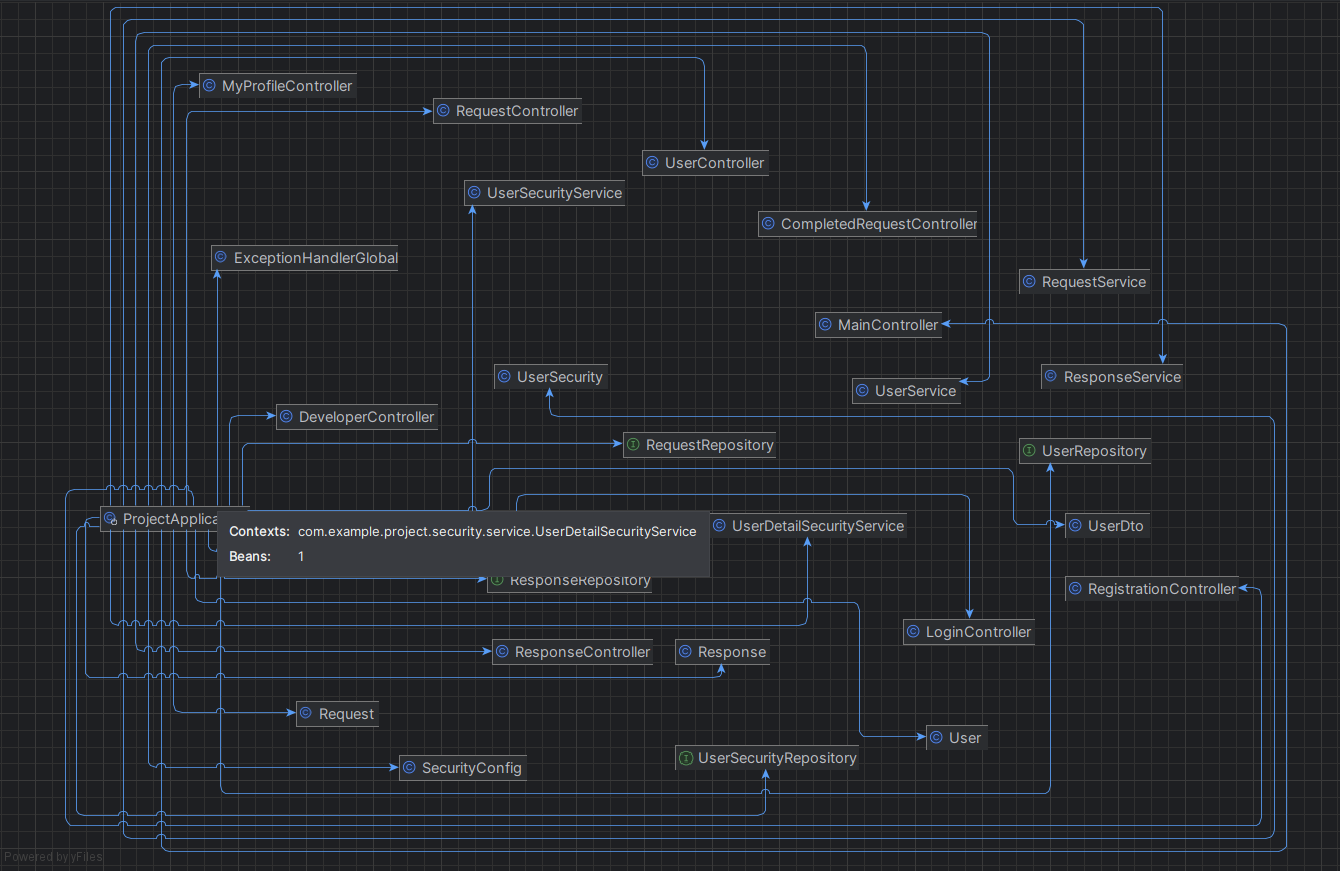 MyProfileController
RequestController
UserController
UserSecurityService
CompletedRequestController
ExceptionHandlerGlobal
RequestService
MainController
UserSecurity
ResponseService
UserService
DeveloperController
RequestRepository
UserRepository
ProjectApplica
Contexts: com.example.project.security.service.UserDetailSecurityService
Beans: 1
UserDetailSecurityService
UserDto
ResponseRepository
RegistrationController
LoginController
ResponseController
Response
Request
User
UserSecurityRepository
SecurityConfig
Powered by yFiles